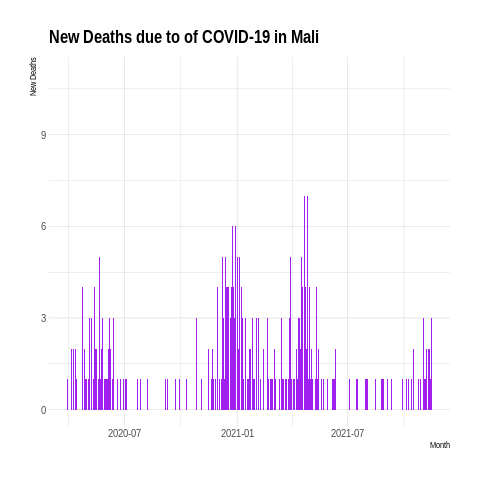 New Deaths due to of COVID-19 in Mali
New Deaths
9
6
3
0
2020-07 2021-01 2021-07
Month